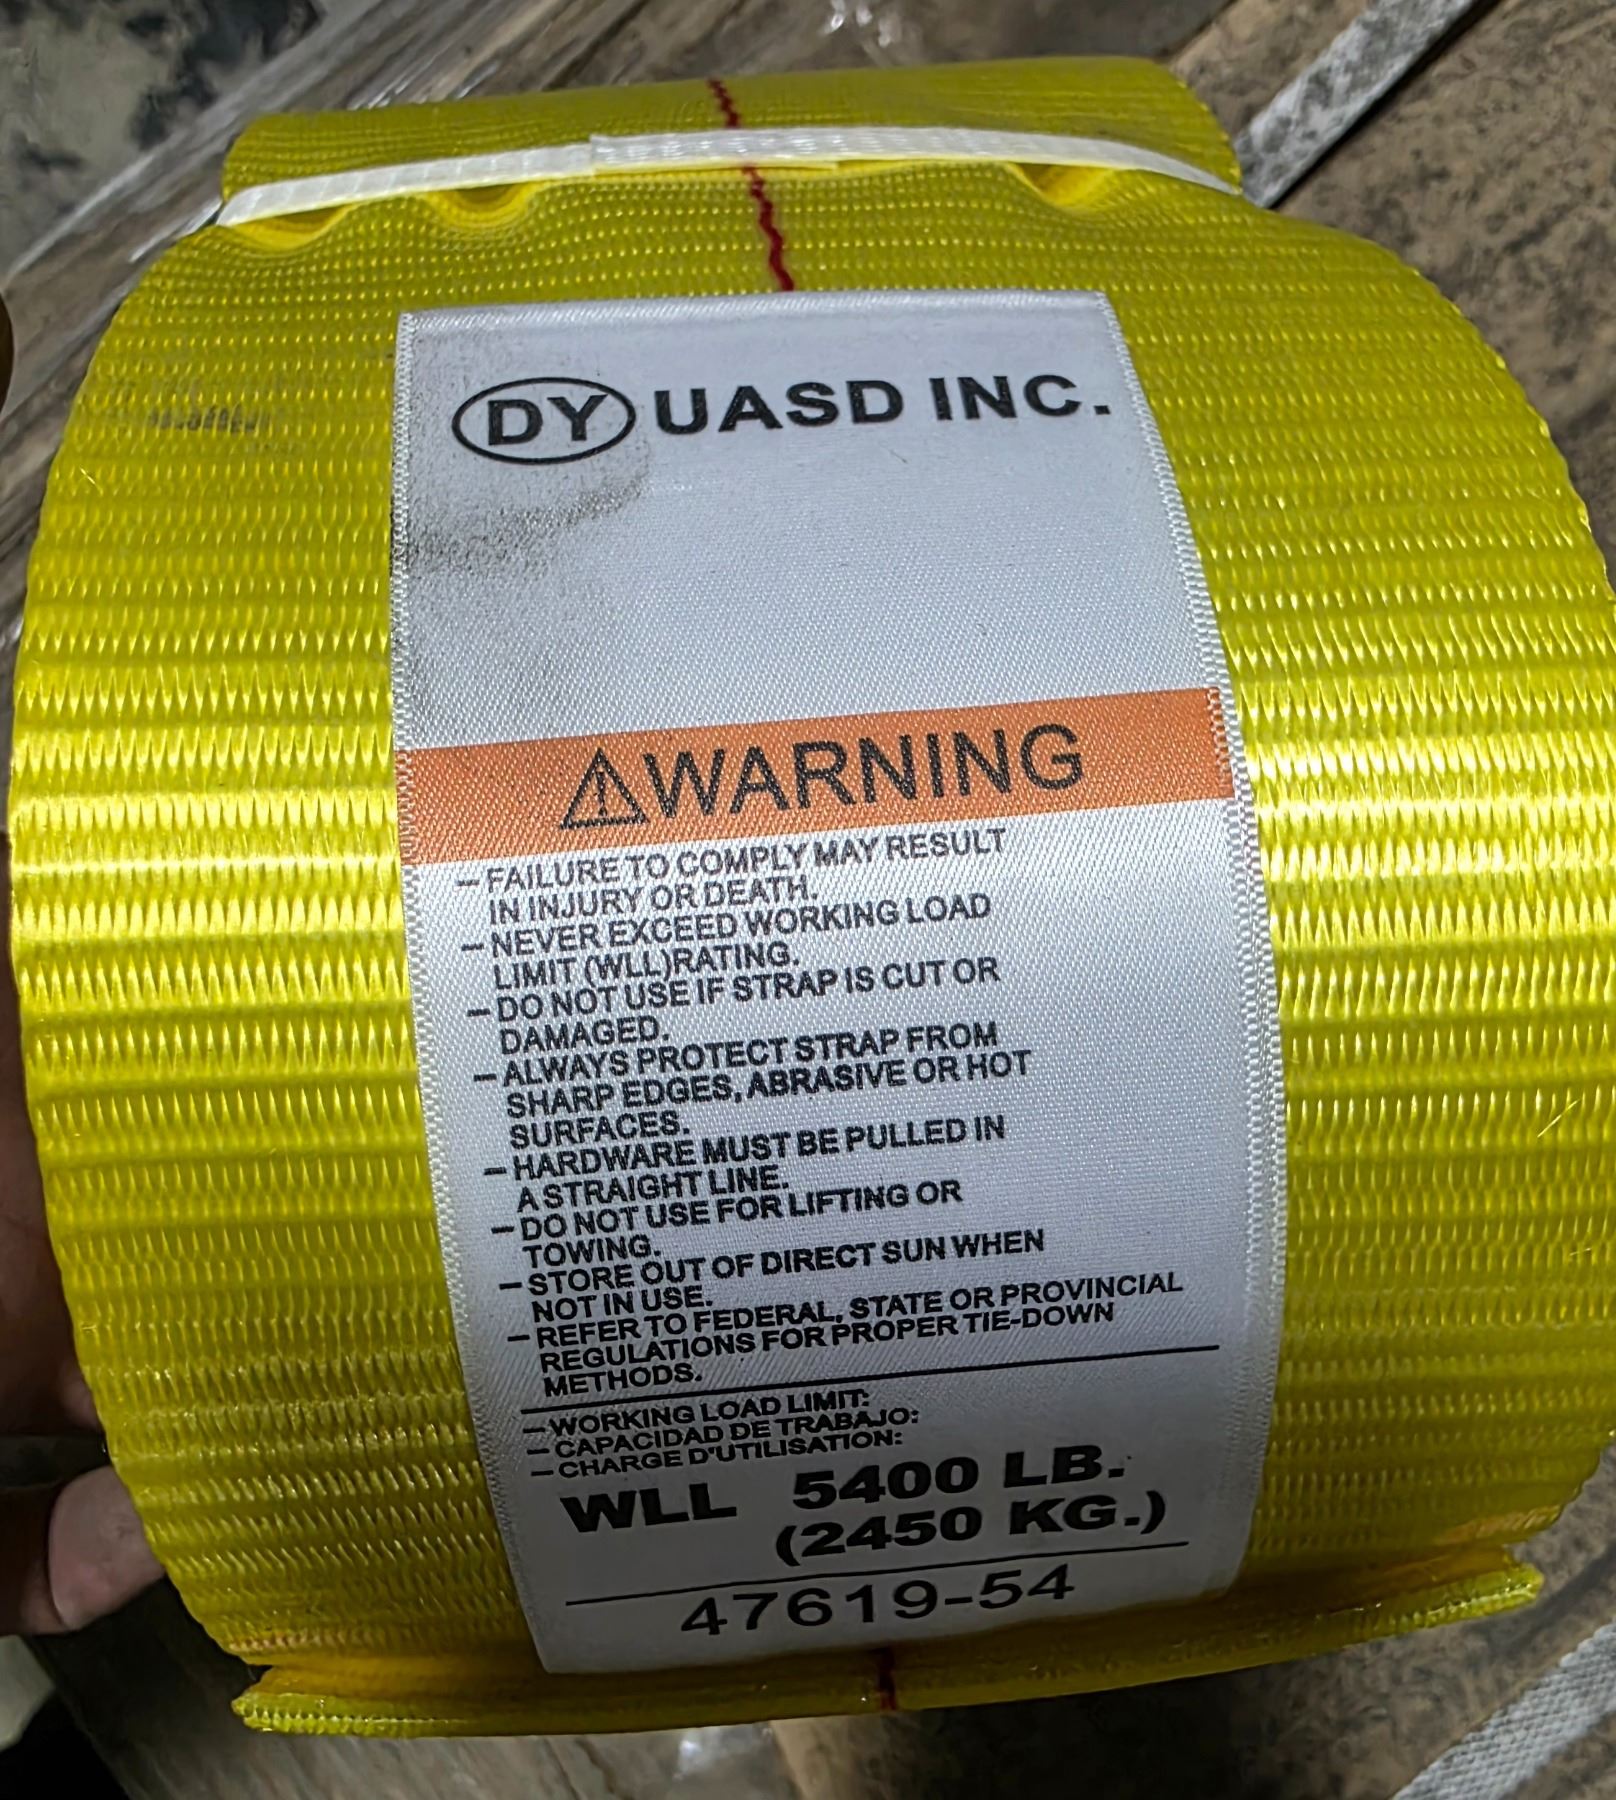 DY UASD INC.
⚠WARNING
– FAILURE TO COMPLY MAY RESULT
IN INJURY OR DEATH.
– NEVER EXCEED WORKING LOAD
LIMIT (WLL)RATING.
– DO NOT USE IF STRAP IS CUT OR
DAMAGED.
– ALWAYS PROTECT STRAP FROM
SHARP EDGES, ABRASIVE OR HOT
SURFACES.
– HARDWARE MUST BE PULLED IN
A STRAIGHT LINE.
– DO NOT USE FOR LIFTING OR
TOWING.
– STORE OUT OF DIRECT SUN WHEN
NOT IN USE.
– REFER TO FEDERAL, STATE OR PROVINCIAL
REGULATIONS FOR PROPER TIE-DOWN
METHODS.
– WORKING LOAD LIMIT:
– CAPACIDAD DE TRABAJO:
– CHARGE D'UTILISATION:
WLL 5400 LB.
(2450 KG.)
47619-54